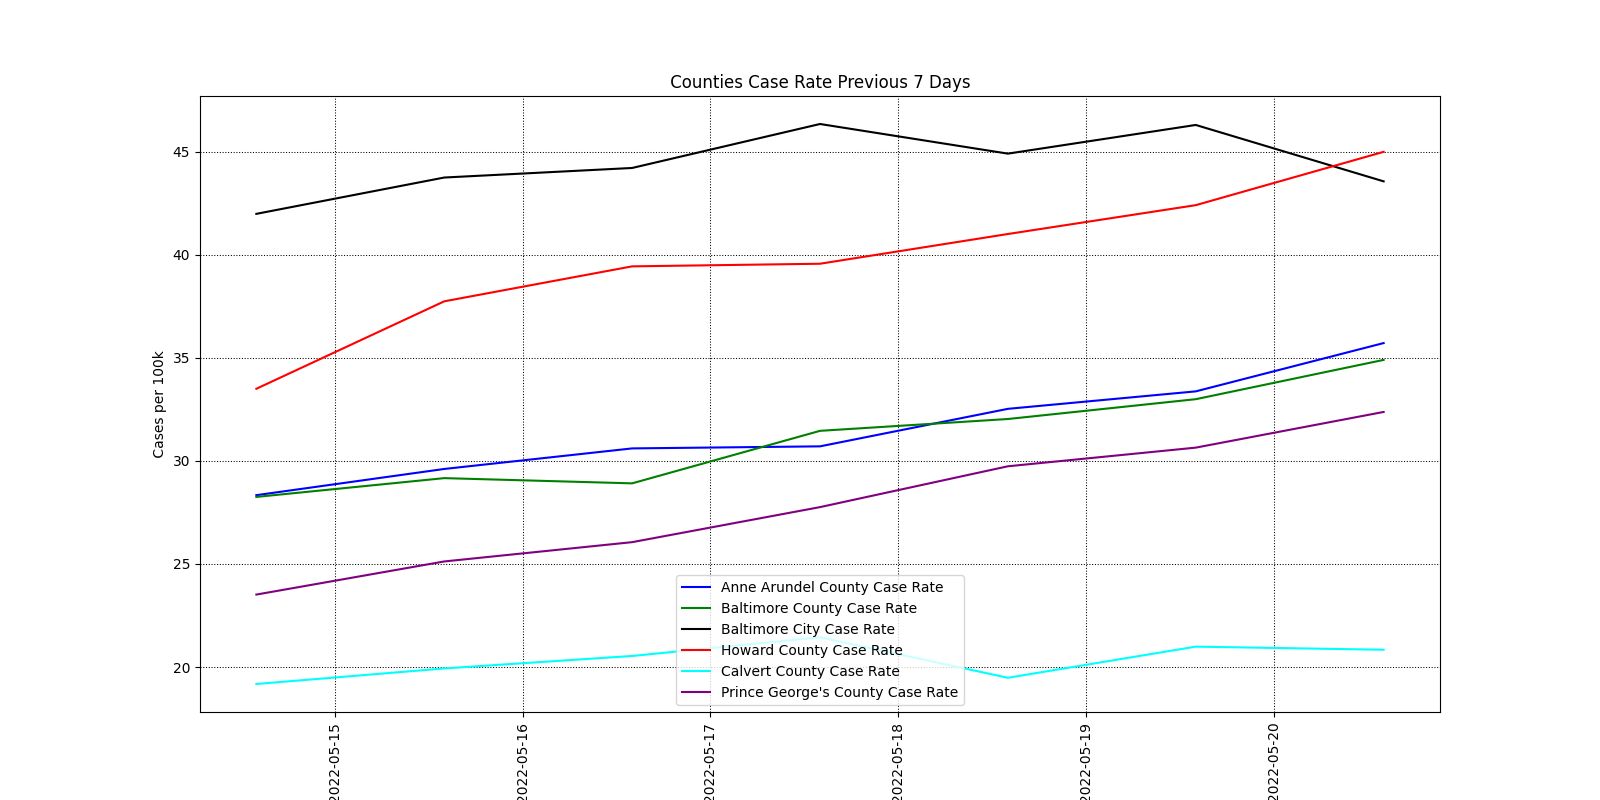 Counties Case Rate Previous 7 Days
45
40
35
30
25
20
Cases per 100k
Anne Arundel County Case Rate
Baltimore County Case Rate
Baltimore City Case Rate
Howard County Case Rate
Calvert County Case Rate
Prince George's County Case Rate
2022-05-15
2022-05-16
2022-05-17
2022-05-18
2022-05-19
2022-05-20